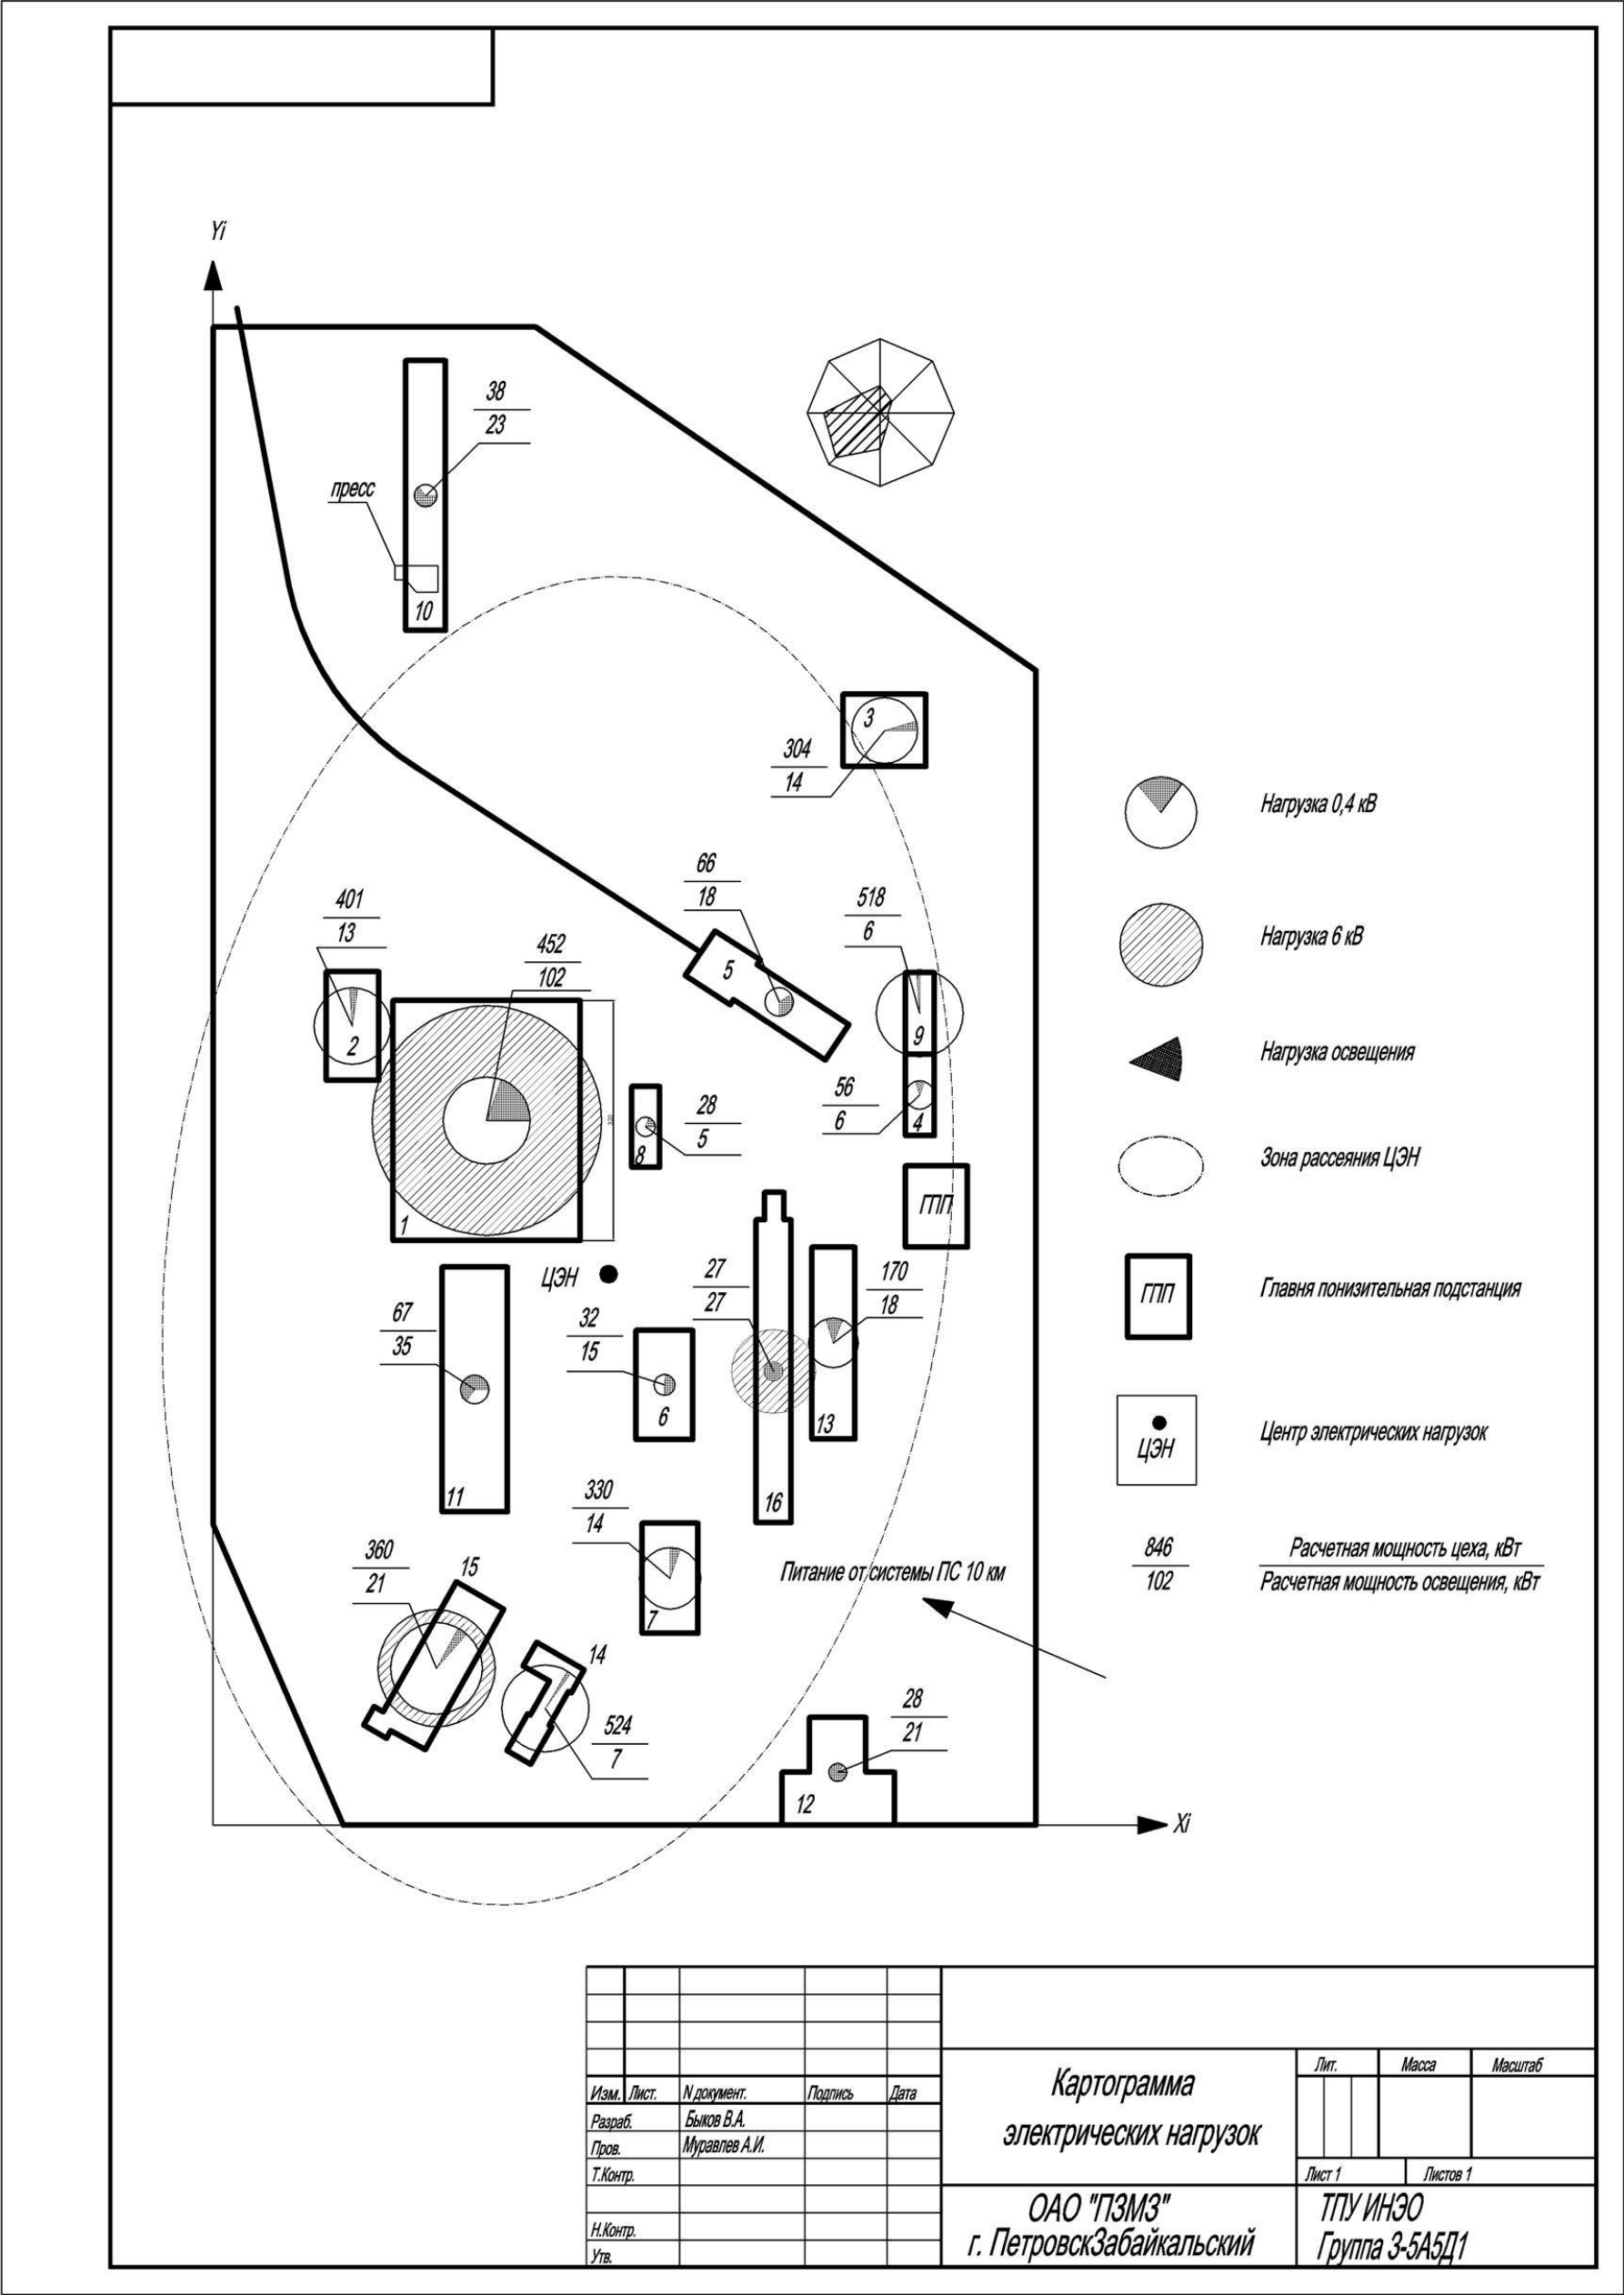 Yi
38
23
пресс
10
3
304
14
66
18
518
6
401
13
452
102
5
2
9
56
6
4
28
5
8
320
1
ГПП
ЦЭН
67
35
32
15
27
27
170
18
6
13
11
16
330
14
7
360
21
15
14
524
7
Питание от системы ПС 10 км
28
21
12
Xi
Нагрузка 0,4 кВ
Нагрузка 6 кВ
Нагрузка освещения
Зона рассеяния ЦЭН
ГПП
Главня понизительная подстанция
ЦЭН
Центр электрических нагрузок
846
102
Расчетная мощность цеха, кВт
Расчетная мощность освещения, кВт
Изм. Лист. N документ. Подпись Дата
Разраб. Быков В.А.
Пров. Муравлев А.И.
Т.Контр.
Н.Контр.
Утв.
Картограмма
электрических нагрузок
Лит. Масса Масштаб
Лист 1 Листов 1
ОАО "ПЗМЗ"
г. ПетровскЗабайкальский
ТПУ ИНЭО
Группа З-5А5Д1